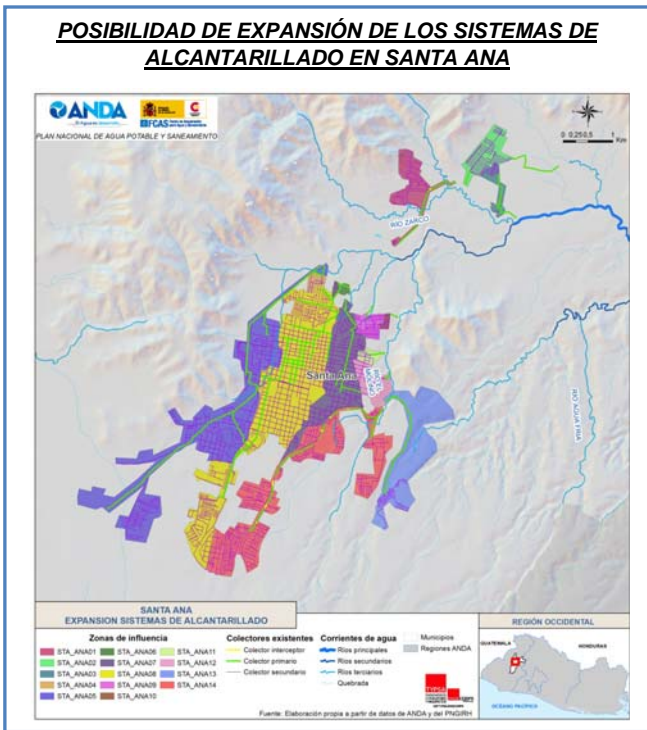 POSIBILIDAD DE EXPANSIÓN DE LOS SISTEMAS DE
ALCANTARILLADO EN SANTA ANA
ANDA
FCAS
PLAN NACIONAL DE AGUA POTABLE Y SANEAMIENTO
0 0,25 0,5 1
Km
RIO ZARCO
Santa Ana
RIO AGUA FRIA
SANTA ANA
EXPANSION SISTEMAS DE ALCANTARILLADO
Zonas de influencia
STA_ANA01
STA_ANA02
STA_ANA03
STA_ANA04
STA_ANA05
STA_ANA06
STA_ANA07
STA_ANA08
STA_ANA09
STA_ANA10
STA_ANA11
STA_ANA12
STA_ANA13
STA_ANA14
Colectores existentes
Colector interceptor
Colector primario
Colector secundario
Corrientes de agua
Ríos principales
Ríos secundarios
Ríos terciarios
Quebrada
Municipios
Regiones ANDA
TYPSA
Fuente: Elaboración propia a partir de datos de ANDA y del PNGIRH
REGIÓN OCCIDENTAL
GUATEMALA
HONDURAS
OCÉANO PACÍFICO